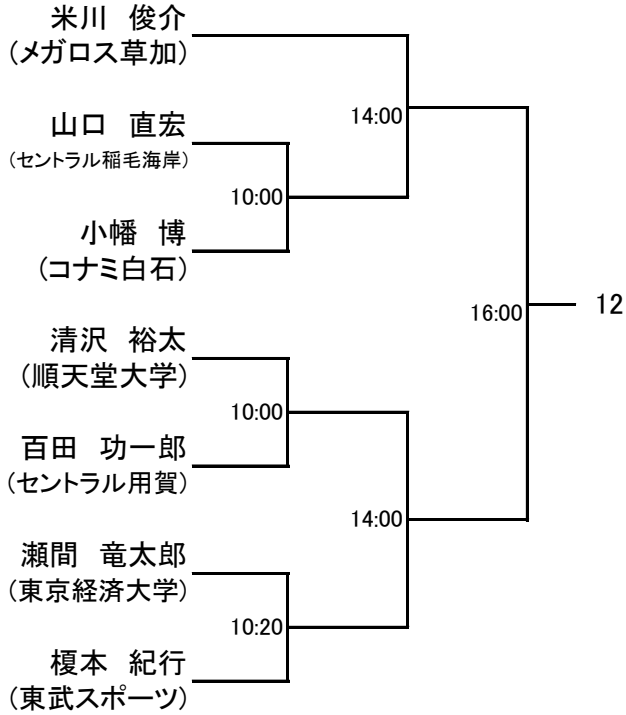 米川　俊介
(メガロス草加)
14:00
山口　直宏
(セントラル稲毛海岸)
10:00
小幡　博
(コナミ白石)
16:00
12
清沢　裕太
(順天堂大学)
10:00
百田　功一郎
(セントラル用賀)
14:00
瀬間　竜太郎
(東京経済大学)
10:20
榎本　紀行
(東武スポーツ)